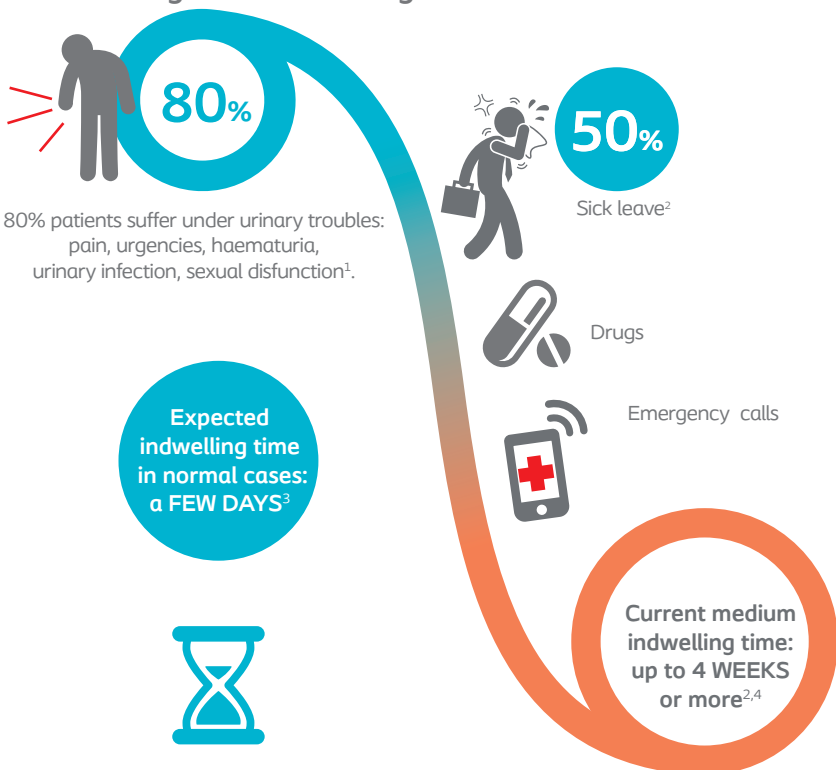 80%
80% patients suffer under urinary troubles:
pain, urgencies, haematuria,
urinary infection, sexual disfunction¹.
50%
Sick leave²
Drugs
Emergency calls
Expected
indwelling time
in normal cases:
a FEW DAYS³
Current medium
indwelling time:
up to 4 WEEKS
or more²,⁴